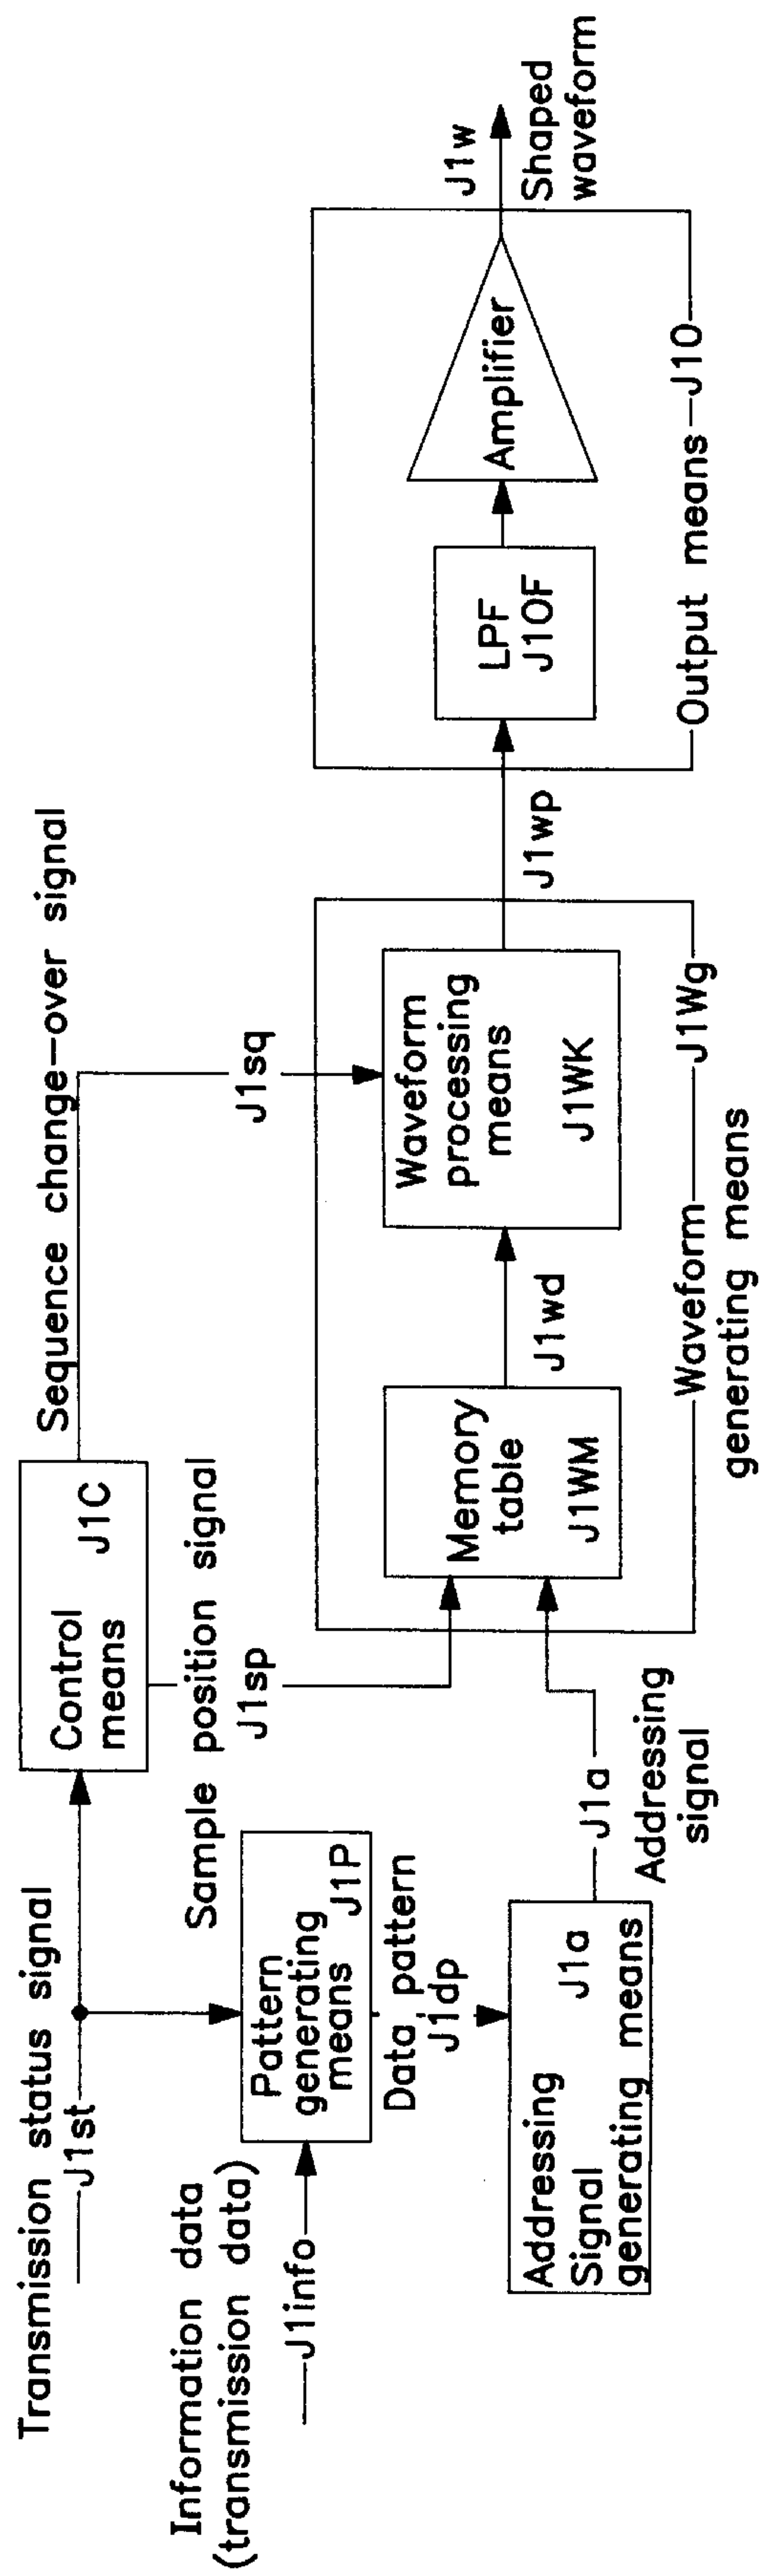 Transmission status signal
J1st
Information data
(transmission data)
J1info
Control
means
J1C
Pattern
generating
means
J1P
Data pattern
J1dp
Addressing
Signal
generating means
J1a
Sample position signal
J1sp
J1a
Addressing
signal
Sequence change-over signal
J1sq
Memory
table
J1WM
J1wd
Waveform
processing
means
J1WK
Waveform
generating means
J1Wg
J1wp
LPF
J1OF
Amplifier
Output means
J1O
J1w
Shaped
waveform